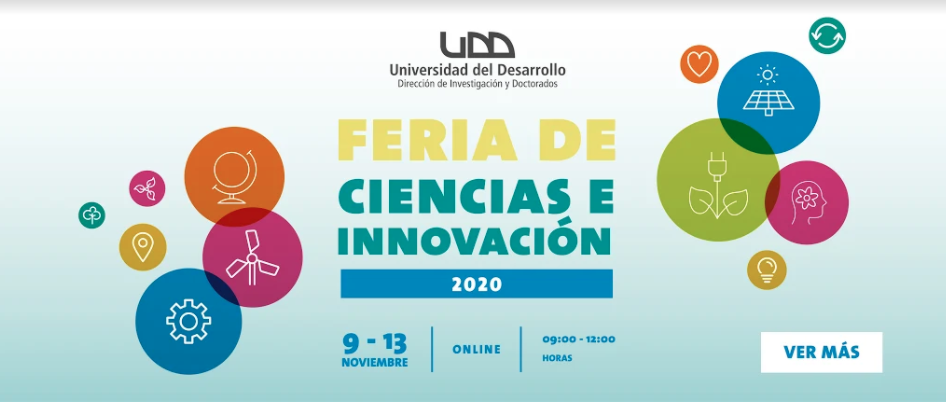 UDD
Universidad del Desarrollo
Dirección de Investigación y Doctorados
FERIA DE
CIENCIAS E
INNOVACIÓN
2020
9 - 13
NOVIEMBRE
ONLINE
09:00 - 12:00
HORAS
VER MÁS